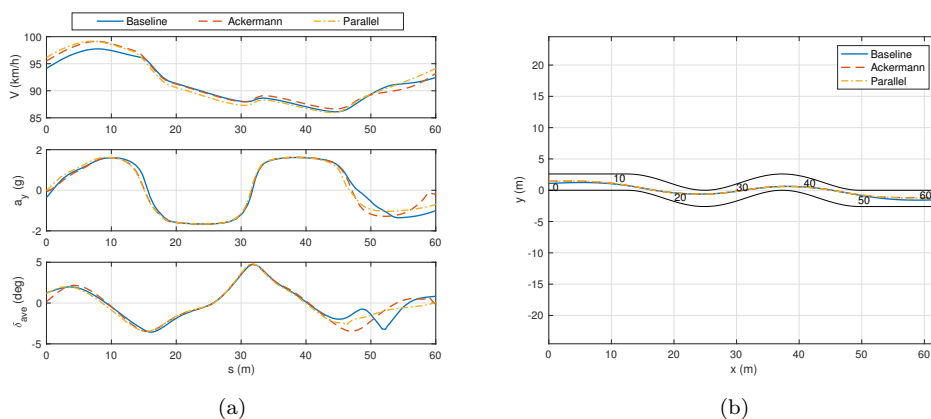 Baseline Ackermann Parallel
V (km/h)
100
95
90
85
0 10 20 30 40 50 60
a_y (g)
2
0
-2
0 10 20 30 40 50 60
δ_ave (deg)
5
0
-5
0 10 20 30 40 50 60
s (m)
(a)
Baseline
Ackermann
Parallel
y (m)
20
15
10
5
0
-5
-10
-15
-20
0 10 20 30 40 50 60
0 10 20 30 40 50 60
x (m)
(b)